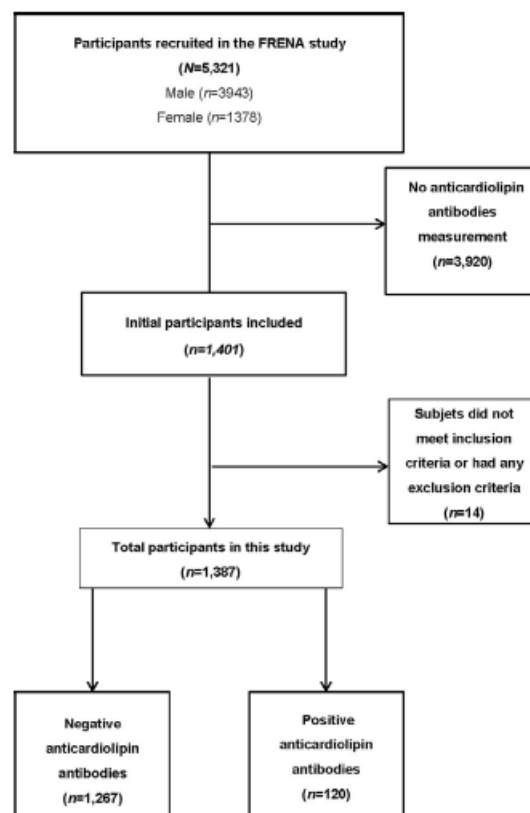 Participants recruited in the FRENA study
(N=5,321)
Male (n=3943)
Female (n=1378)
No anticardiolipin
antibodies
measurement
(n=3,920)
Initial participants included
(n=1,401)
Subjets did not
meet inclusion
criteria or had any
exclusion criteria
(n=14)
Total participants in this study
(n=1,387)
Negative
anticardiolipin
antibodies
(n=1,267)
Positive
anticardiolipin
antibodies
(n=120)